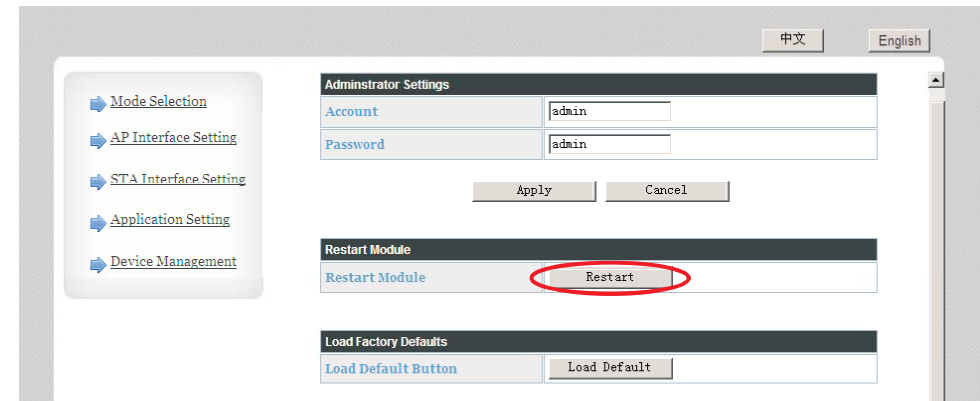 中文 English
Mode Selection
AP Interface Setting
STA Interface Setting
Application Setting
Device Management
Adminstrator Settings
Account admin
Password admin
Apply Cancel
Restart Module
Restart Module Restart
Load Factory Defaults
Load Default Button Load Default